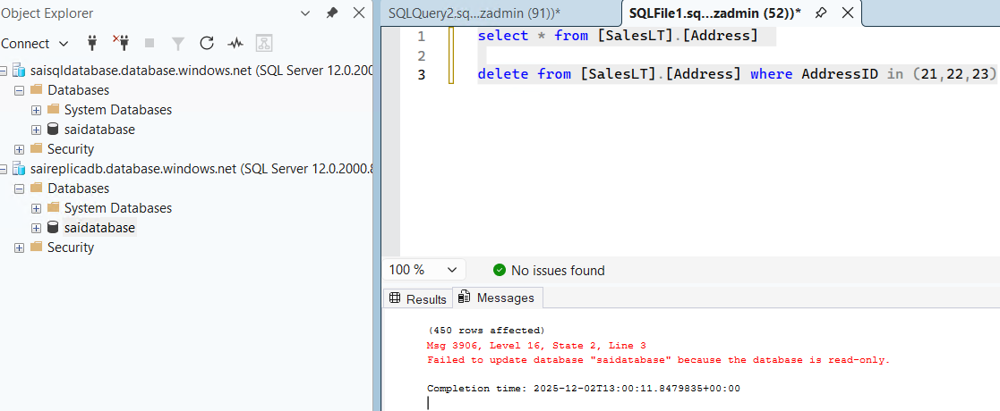 Object Explorer
Connect
saisqldatabase.database.windows.net (SQL Server 12.0.200
Databases
System Databases
saidatabase
Security
saireplicadb.database.windows.net (SQL Server 12.0.2000.8
Databases
System Databases
saidatabase
Security
SQLQuery2.sq...zadmin (91))*
SQLFile1.sq...zadmin (52))*
1 select * from [SalesLT].[Address]
2
3 delete from [SalesLT].[Address] where AddressID in (21,22,23)
100 %
No issues found
Results
Messages
(450 rows affected)
Msg 3906, Level 16, State 2, Line 3
Failed to update database "saidatabase" because the database is read-only.
Completion time: 2025-12-02T13:00:11.8479835+00:00